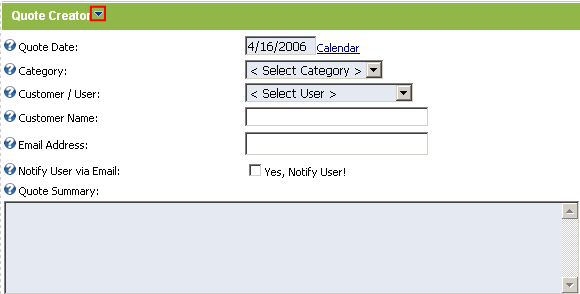 Quote Creator
Quote Date: 4/16/2006 Calendar
Category: < Select Category >
Customer / User: < Select User >
Customer Name:
Email Address:
Notify User via Email: Yes, Notify User!
Quote Summary: